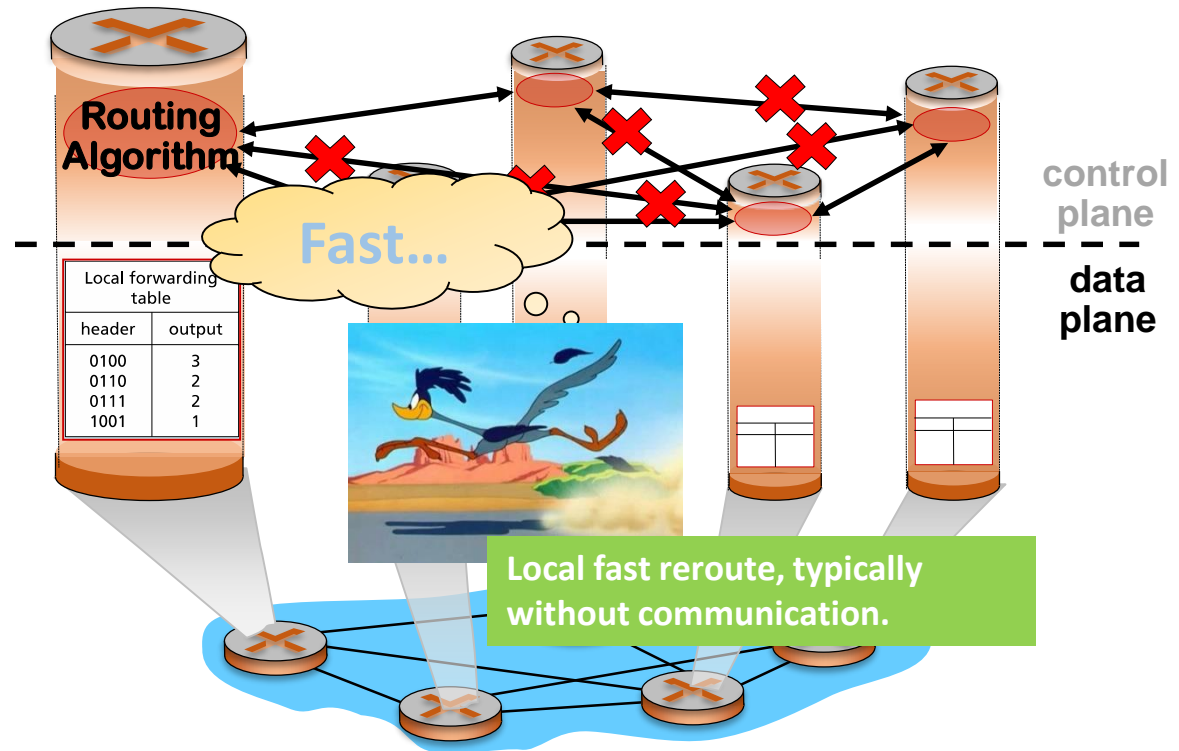 Routing
Algorithm
control
plane
Fast...
data
plane
Local forwarding
table
header output
0100 3
0110 2
0111 2
1001 1
Local fast reroute, typically
without communication.